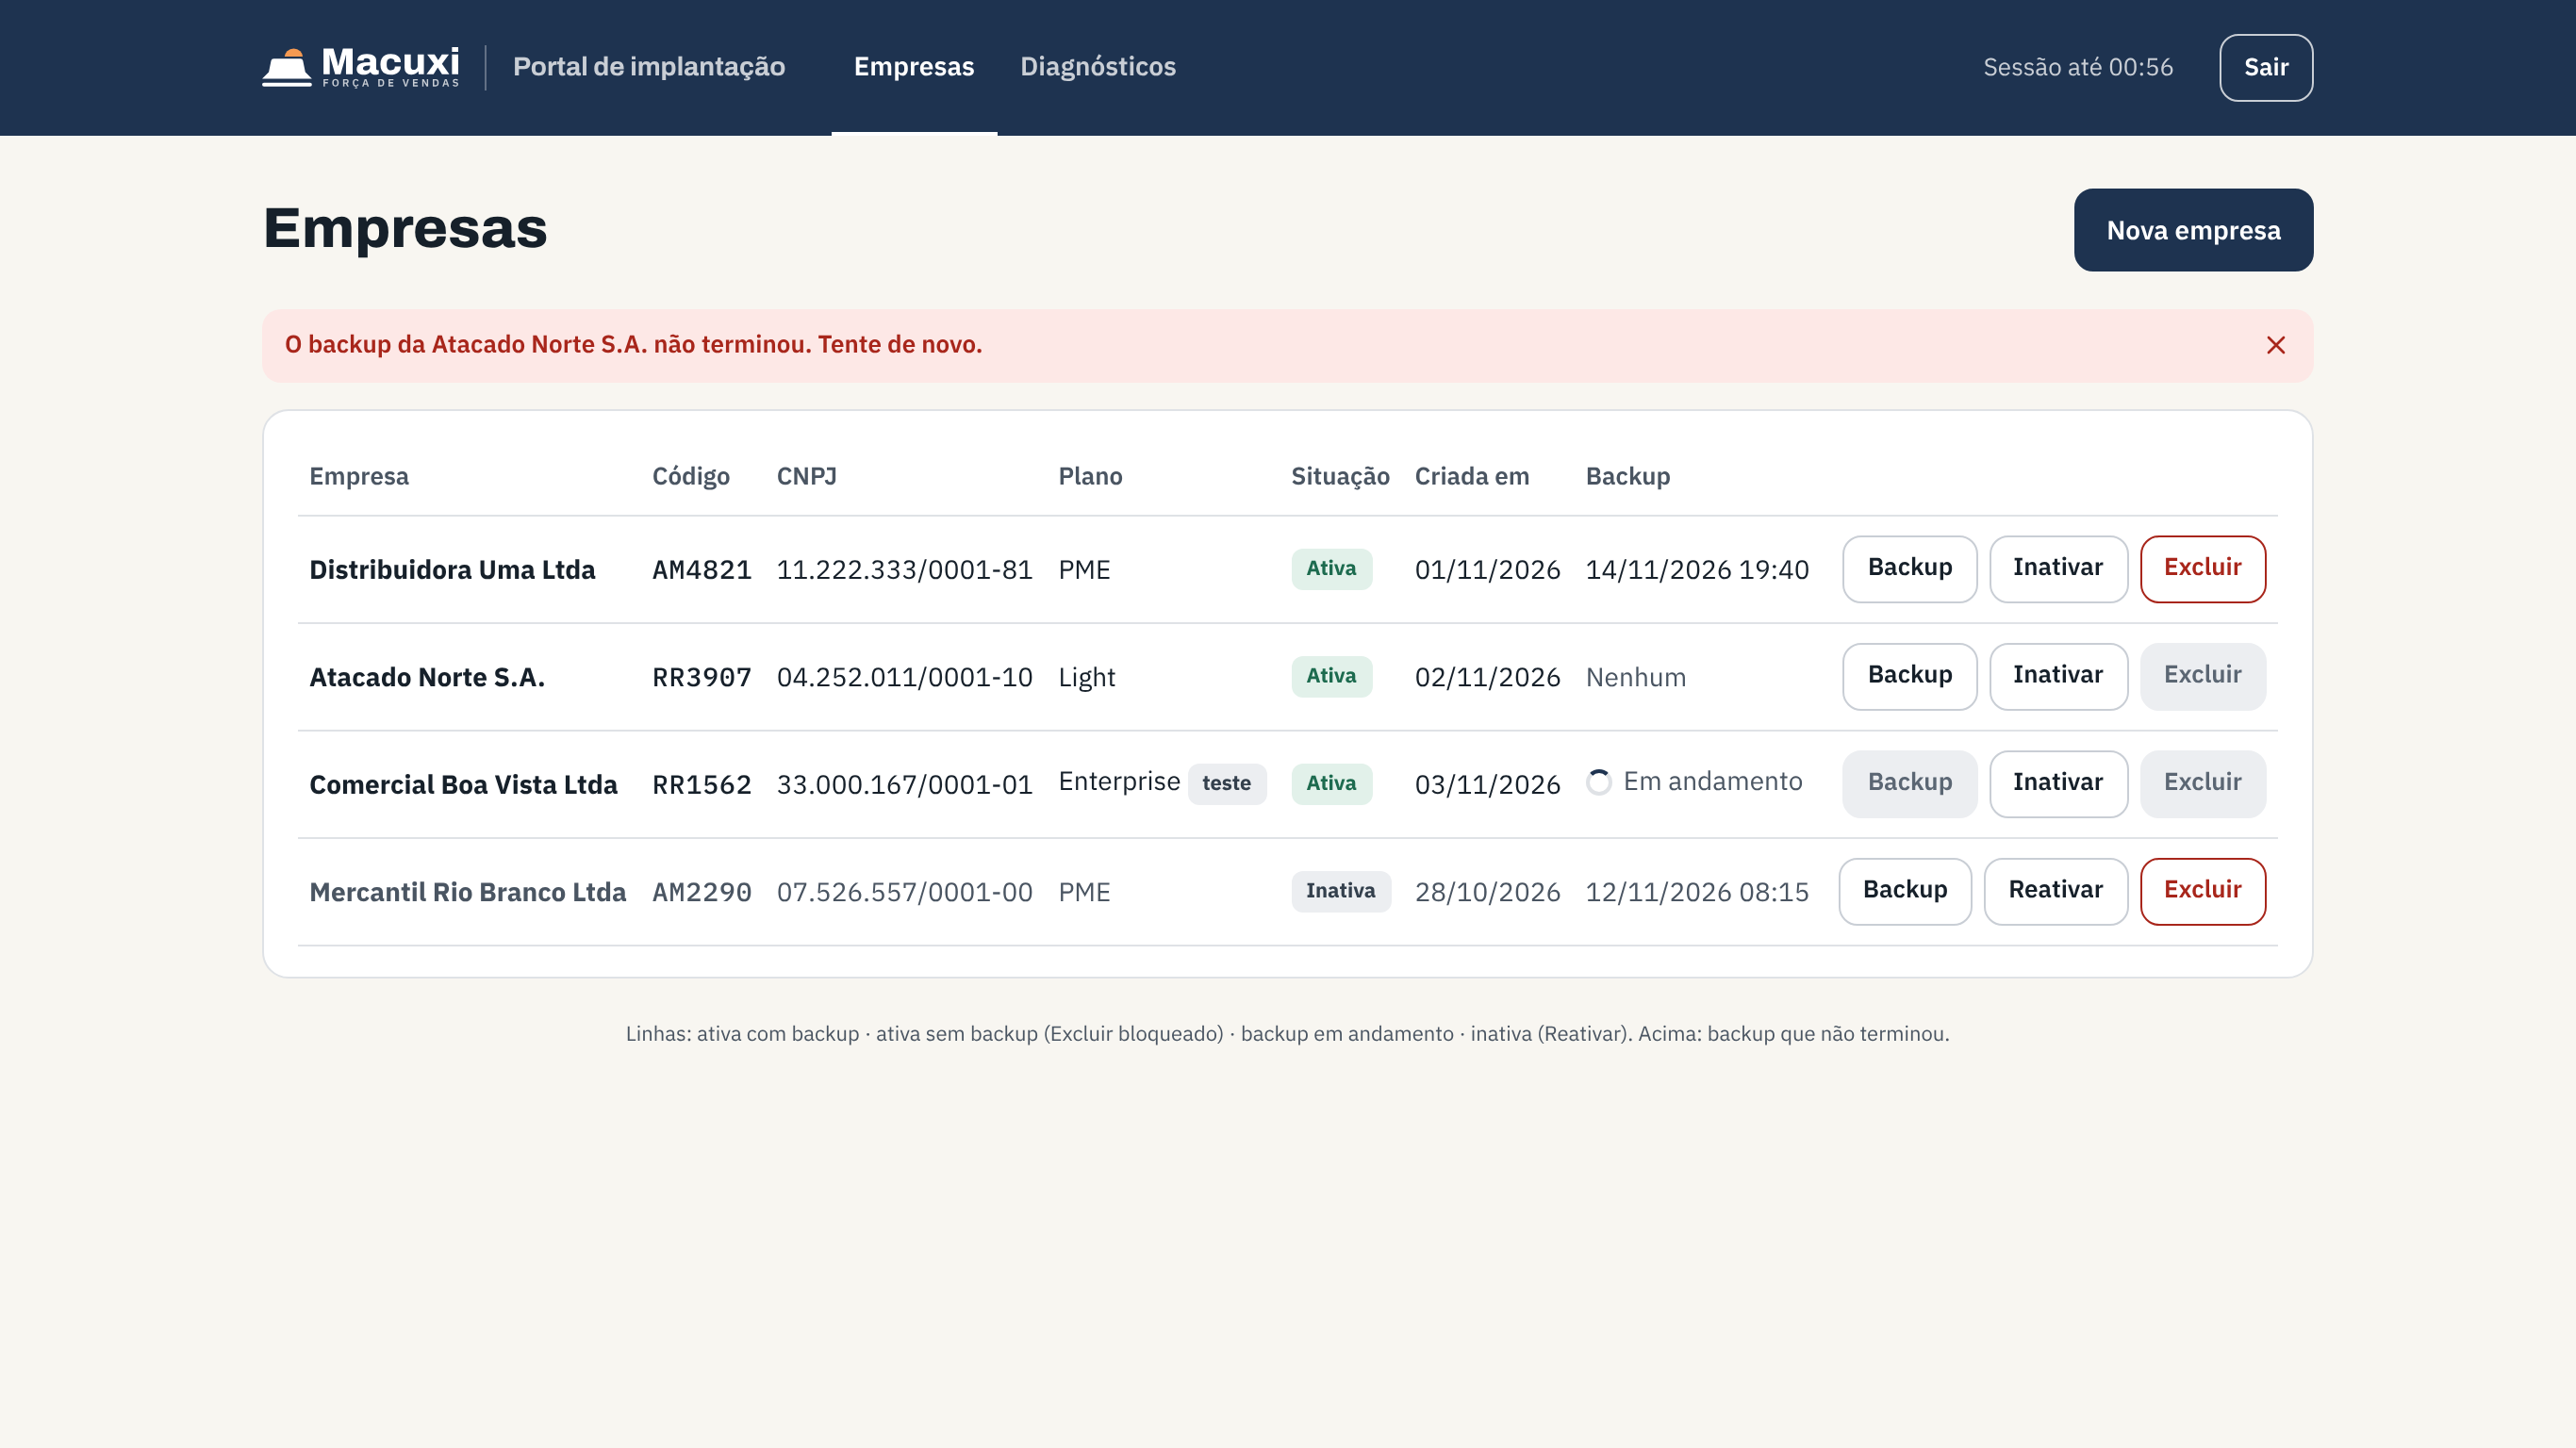 Macuxi
FORÇA DE VENDAS
Portal de implantação
Empresas
Diagnósticos
Sessão até 00:56
Sair
Empresas
Nova empresa
O backup da Atacado Norte S.A. não terminou. Tente de novo.
Empresa Código CNPJ Plano Situação Criada em Backup
Distribuidora Uma Ltda AM4821 11.222.333/0001-81 PME Ativa 01/11/2026 14/11/2026 19:40 Backup Inativar Excluir
Atacado Norte S.A. RR3907 04.252.011/0001-10 Light Ativa 02/11/2026 Nenhum Backup Inativar Excluir
Comercial Boa Vista Ltda RR1562 33.000.167/0001-01 Enterprise teste Ativa 03/11/2026 Em andamento Backup Inativar Excluir
Mercantil Rio Branco Ltda AM2290 07.526.557/0001-00 PME Inativa 28/10/2026 12/11/2026 08:15 Backup Reativar Excluir
Linhas: ativa com backup · ativa sem backup (Excluir bloqueado) · backup em andamento · inativa (Reativar). Acima: backup que não terminou.